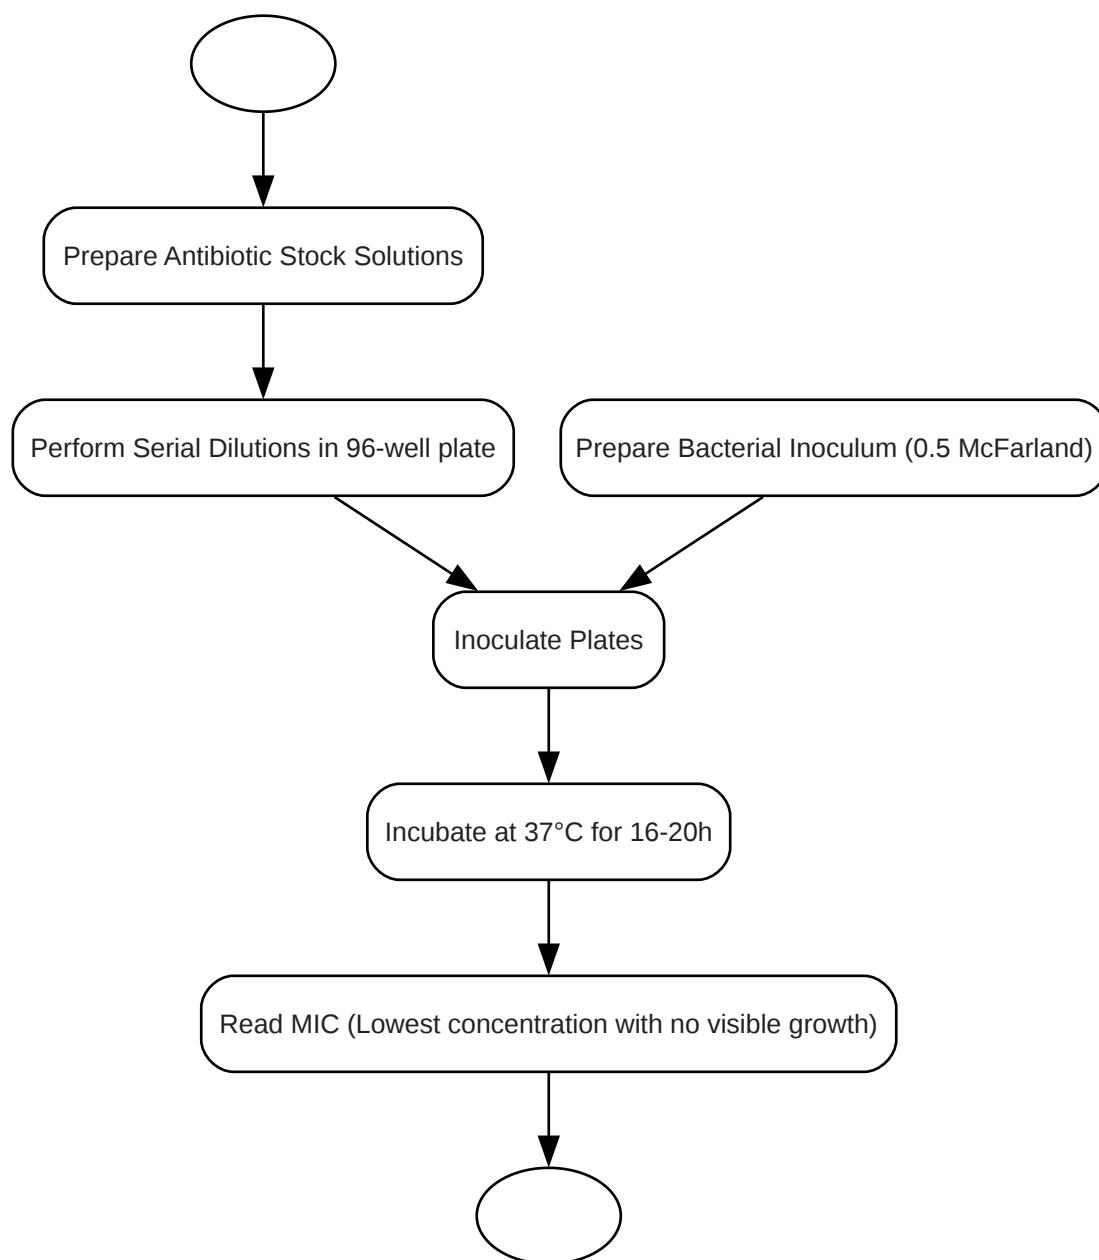 Prepare Antibiotic Stock Solutions
Perform Serial Dilutions in 96-well plate
Prepare Bacterial Inoculum (0.5 McFarland)
Inoculate Plates
Incubate at 37°C for 16-20h
Read MIC (Lowest concentration with no visible growth)